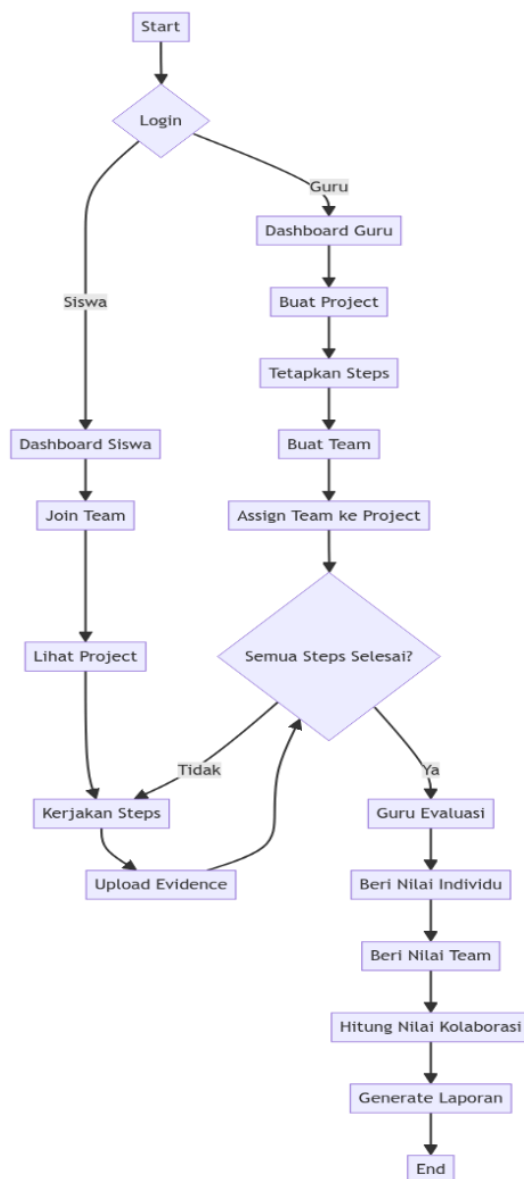 Start
Login
Guru
Dashboard Guru
Siswa
Buat Project
Tetapkan Steps
Dashboard Siswa
Buat Team
Join Team
Assign Team ke Project
Lihat Project
Semua Steps Selesai?
Tidak
Ya
Kerjakan Steps
Guru Evaluasi
Upload Evidence
Beri Nilai Individu
Beri Nilai Team
Hitung Nilai Kolaborasi
Generate Laporan
End